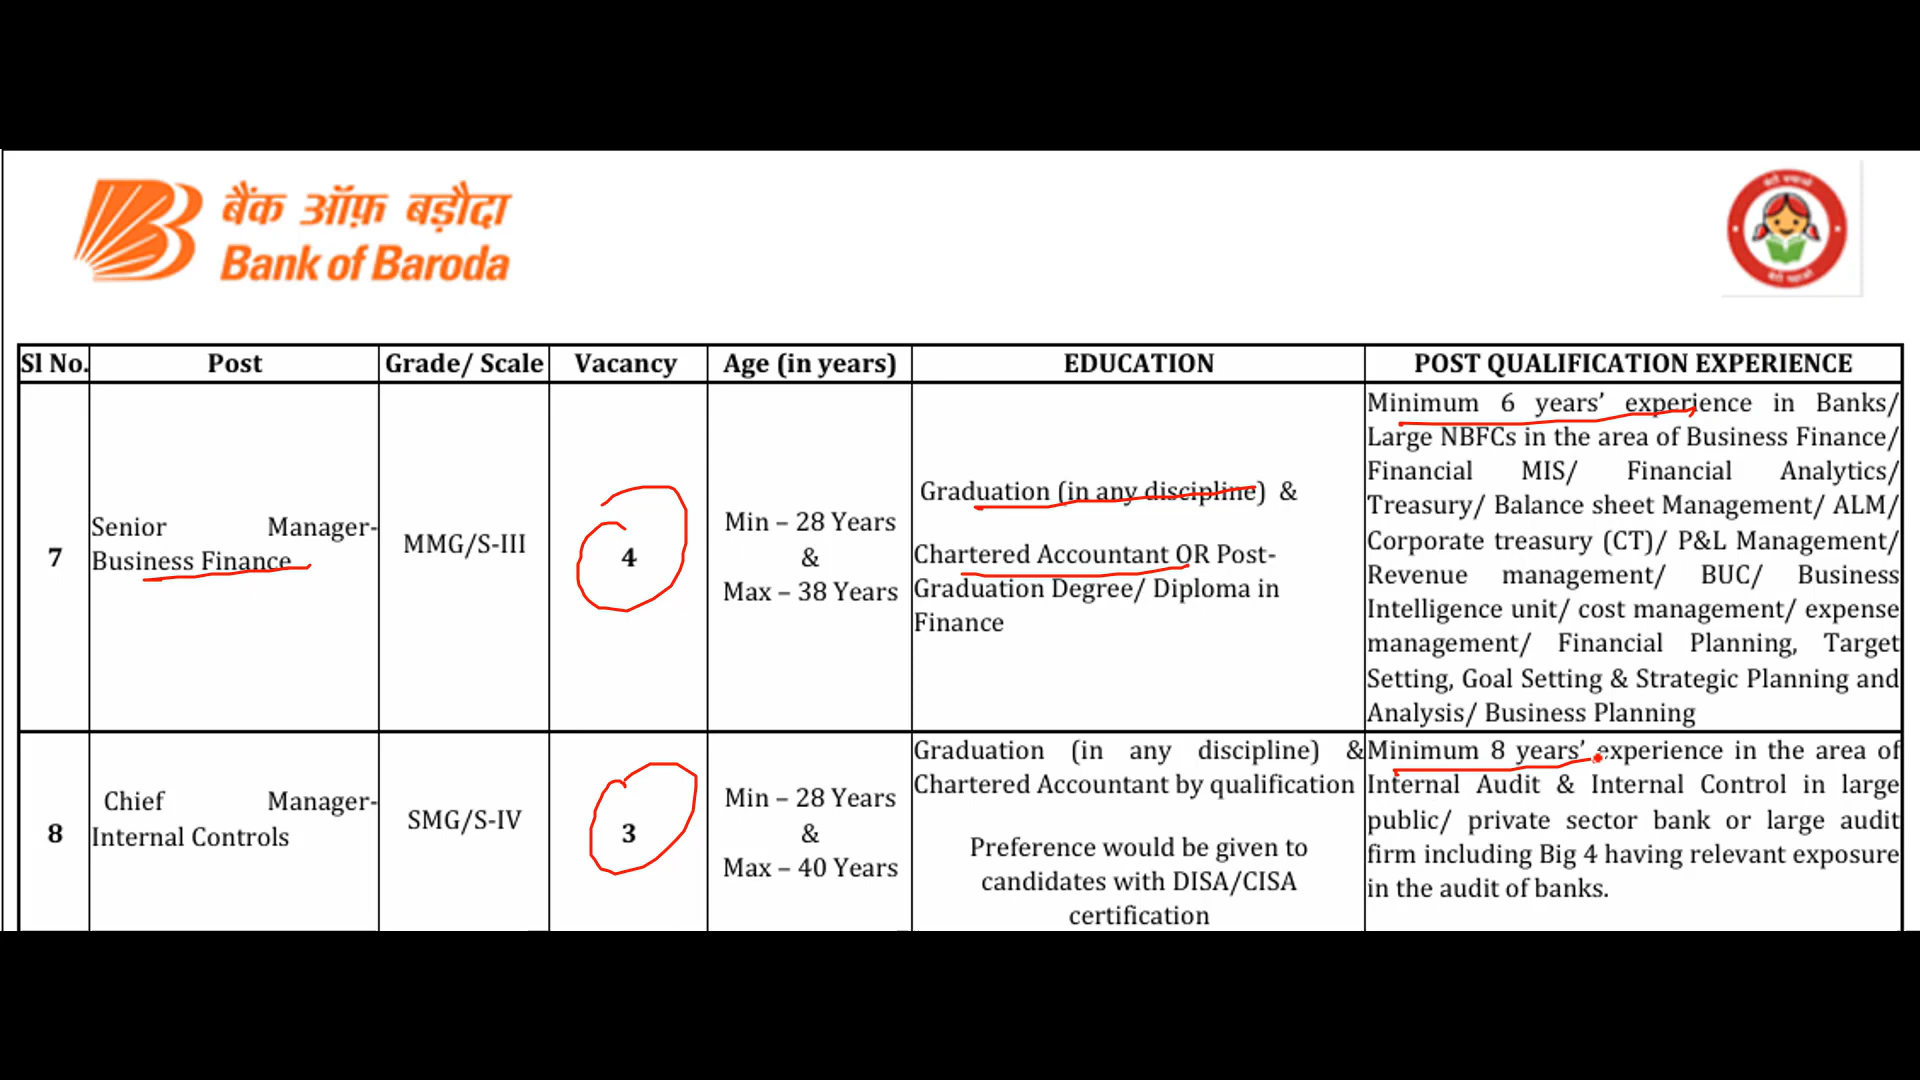 बैंक ऑफ़ बड़ौदा
Bank of Baroda
Sl No. Post Grade/ Scale Vacancy Age (in years) EDUCATION POST QUALIFICATION EXPERIENCE
7
Senior Manager-
Business Finance
MMG/S-III
4
Min – 28 Years
&
Max – 38 Years
Graduation (in any discipline) &
Chartered Accountant OR Post-
Graduation Degree/ Diploma in
Finance
Minimum 6 years’ experience in Banks/
Large NBFCs in the area of Business Finance/
Financial MIS/ Financial Analytics/
Treasury/ Balance sheet Management/ ALM/
Corporate treasury (CT)/ P&L Management/
Revenue management/ BUC/ Business
Intelligence unit/ cost management/ expense
management/ Financial Planning, Target
Setting, Goal Setting & Strategic Planning and
Analysis/ Business Planning
8
Chief Manager-
Internal Controls
SMG/S-IV
3
Min – 28 Years
&
Max – 40 Years
Graduation (in any discipline) &
Chartered Accountant by qualification
Preference would be given to
candidates with DISA/CISA
certification
Minimum 8 years’ experience in the area of
Internal Audit & Internal Control in large
public/ private sector bank or large audit
firm including Big 4 having relevant exposure
in the audit of banks.